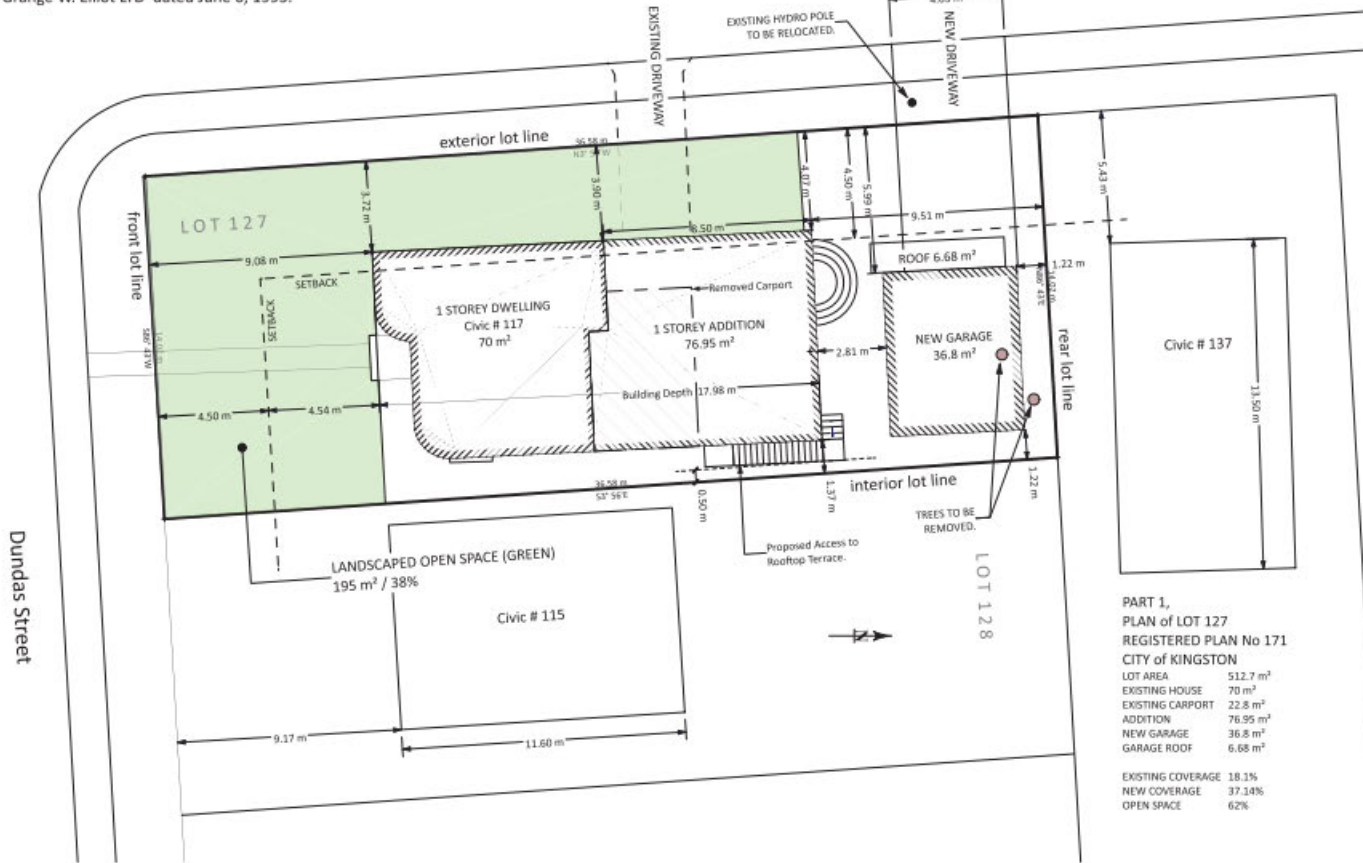 EXISTING DRIVEWAY
EXISTING HYDRO POLE
TO BE RELOCATED.
NEW DRIVEWAY
exterior lot line
36.58 m
LOT 127
front lot line
3.72 m
3.90 m
4.07 m
4.50 m
5.99 m
5.43 m
9.08 m
8.50 m
9.51 m
SETBACK
SETBACK
1 STOREY DWELLING
Civic # 117
70 m²
Removed Carport
1 STOREY ADDITION
76.95 m²
ROOF 6.68 m²
1.22 m
NEW GARAGE
36.8 m²
2.81 m
Building Depth 17.98 m
4.50 m
4.54 m
rear lot line
Civic # 137
13.50 m
36.58 m
S3° 56'E
0.50 m
1.37 m
interior lot line
1.22 m
TREES TO BE
REMOVED.
Proposed Access to
Rooftop Terrace.
LANDSCAPED OPEN SPACE (GREEN)
195 m² / 38%
Civic # 115
Dundas Street
LOT 128
9.17 m
11.60 m
PART 1,
PLAN of LOT 127
REGISTERED PLAN No 171
CITY of KINGSTON
LOT AREA 512.7 m²
EXISTING HOUSE 70 m²
EXISTING CARPORT 22.8 m²
ADDITION 76.95 m²
NEW GARAGE 36.8 m²
GARAGE ROOF 6.68 m²
EXISTING COVERAGE 18.1%
NEW COVERAGE 37.14%
OPEN SPACE 62%